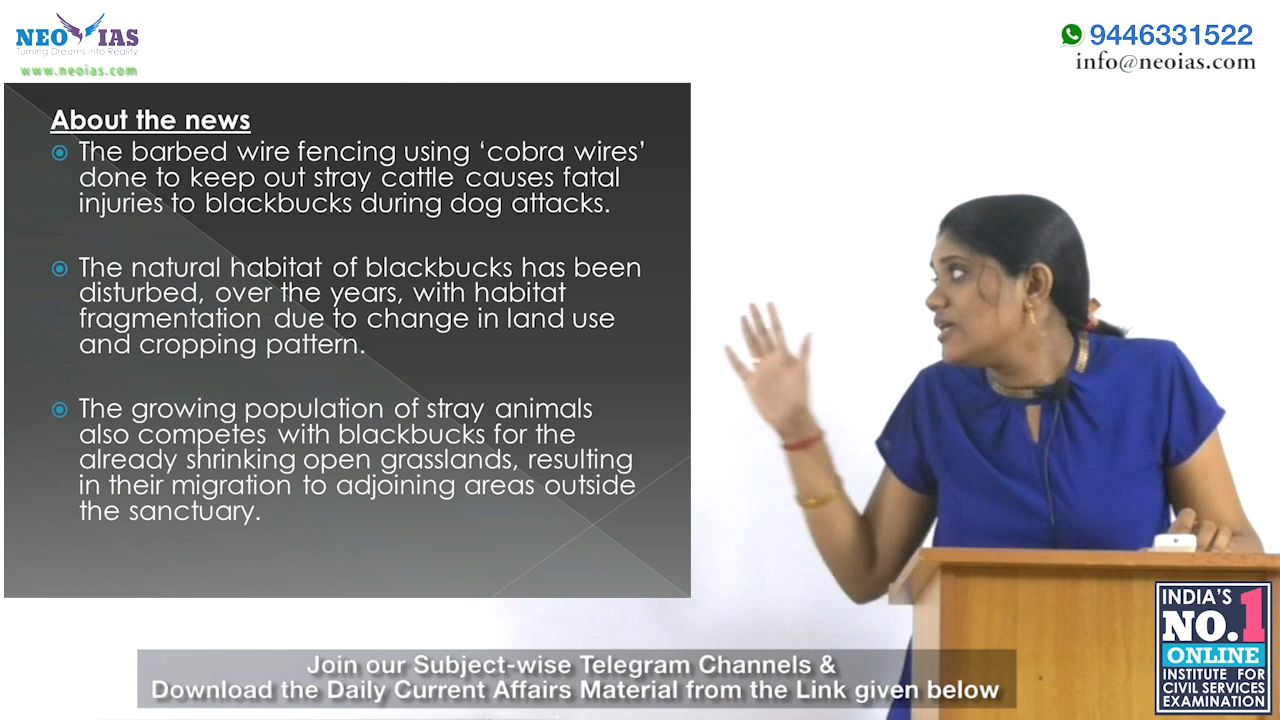 NEO IAS
Turning Dreams into Reality
www.neoias.com
9446331522
info@neoias.com
About the news
The barbed wire fencing using ‘cobra wires’
done to keep out stray cattle causes fatal
injuries to blackbucks during dog attacks.
The natural habitat of blackbucks has been
disturbed, over the years, with habitat
fragmentation due to change in land use
and cropping pattern.
The growing population of stray animals
also competes with blackbucks for the
already shrinking open grasslands, resulting
in their migration to adjoining areas outside
the sanctuary.
INDIA'S
NO.1
ONLINE
INSTITUTE FOR
CIVIL SERVICES
EXAMINATION
Join our Subject-wise Telegram Channels &
Download the Daily Current Affairs Material from the Link given below